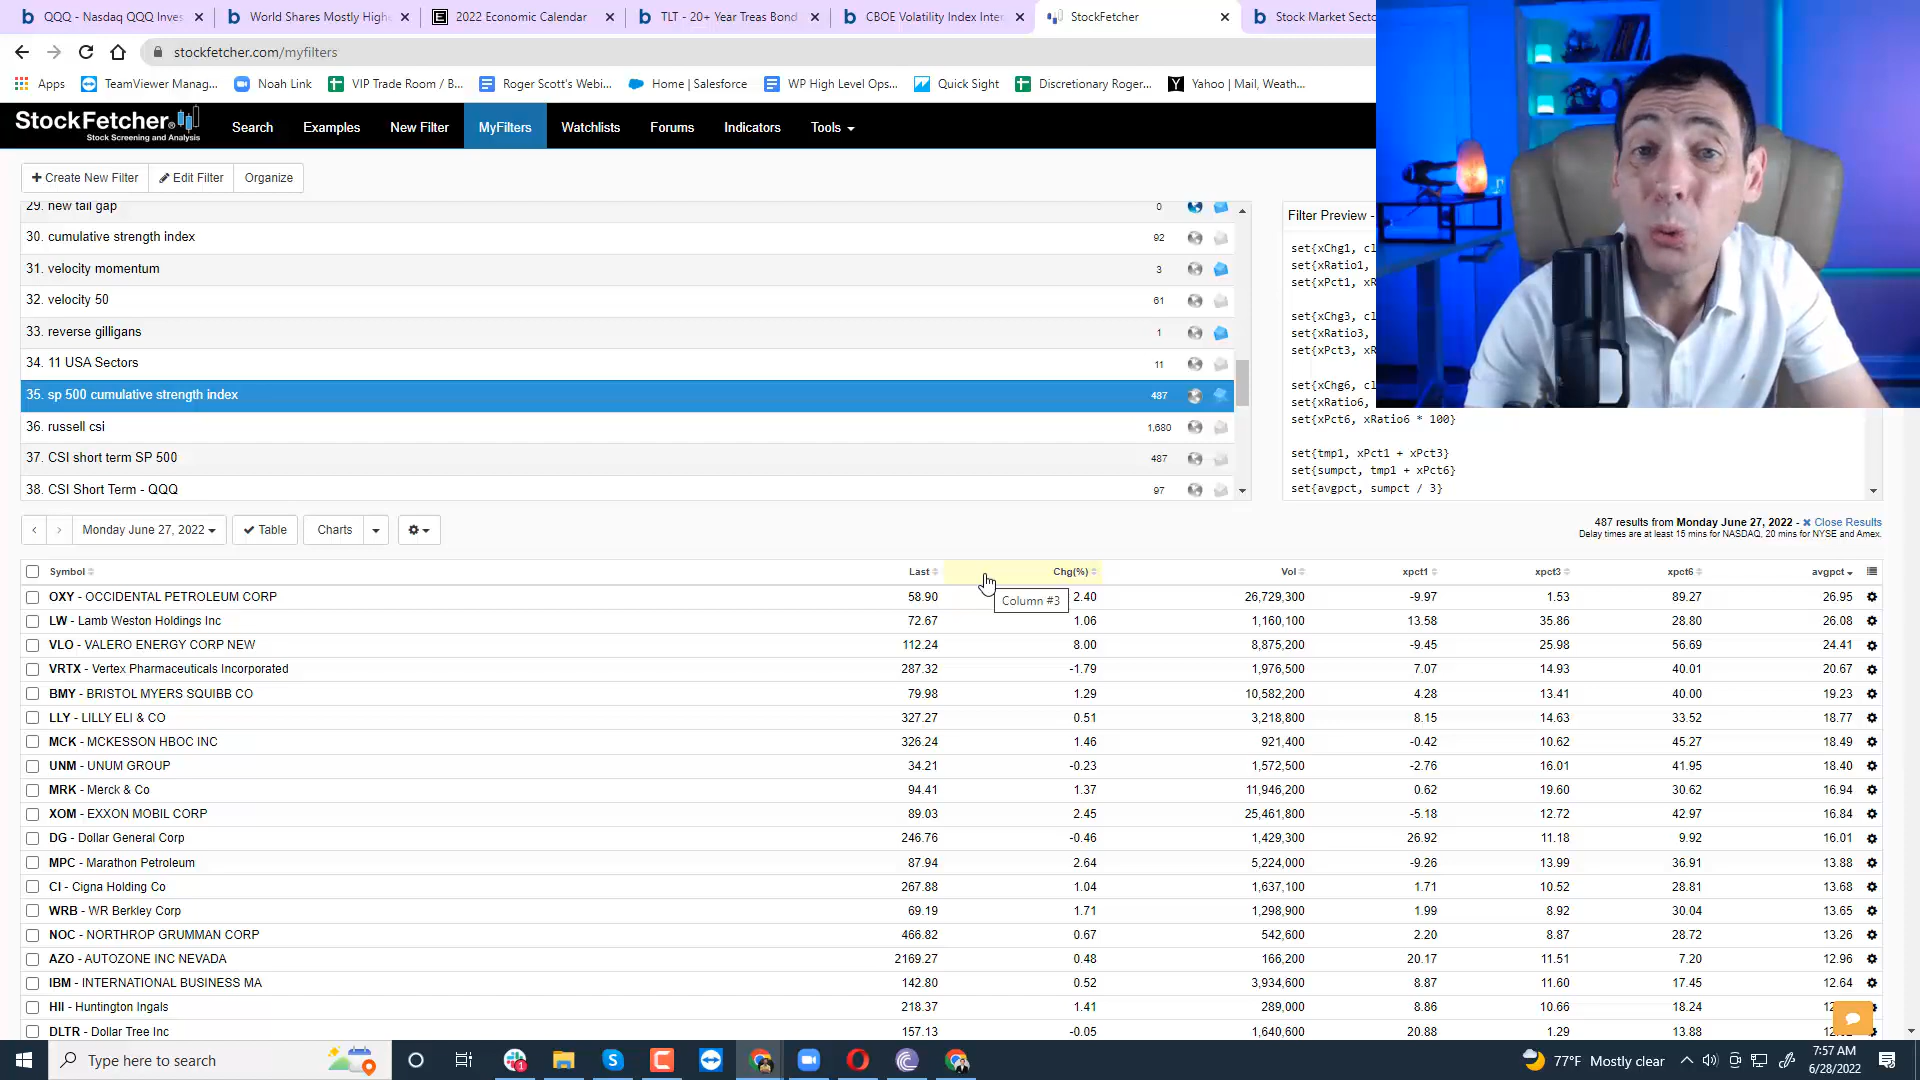 QQQ - Nasdaq QQQ Inves
World Shares Mostly High
2022 Economic Calendar
TLT - 20+ Year Treas Bond
CBOE Volatility Index Inter
StockFetcher
Stock Market Secto
stockfetcher.com/myfilters
Apps
TeamViewer Manag...
Noah Link
VIP Trade Room / B...
Roger Scott's Webi...
Home | Salesforce
WP High Level Ops...
Quick Sight
Discretionary Roger...
Yahoo | Mail, Weath...
StockFetcher
Stock Screening and Analysis
Search
Examples
New Filter
MyFilters
Watchlists
Forums
Indicators
Tools
Create New Filter
Edit Filter
Organize
29. new tail gap 0
30. cumulative strength index 92
31. velocity momentum 3
32. velocity 50 61
33. reverse gilligans 1
34. 11 USA Sectors 11
35. sp 500 cumulative strength index 487
36. russell csi 1,680
37. CSI short term SP 500 487
38. CSI Short Term - QQQ 97
Filter Preview -
set{xChg1, cl
set{xRatio1,
set{xPct1, xR
set{xChg3, cl
set{xRatio3,
set{xPct3, xR
set{xChg6, cl
set{xRatio6,
set{xPct6, xRatio6 * 100}
set{tmp1, xPct1 + xPct3}
set{sumpct, tmp1 + xPct6}
set{avgpct, sumpct / 3}
Monday June 27, 2022
Table
Charts
487 results from Monday June 27, 2022 - Close Results
Delay times are at least 15 mins for NASDAQ, 20 mins for NYSE and Amex.
Symbol Last Chg(%) Vol xpct1 xpct3 xpct6 avgpct
Column #3
OXY - OCCIDENTAL PETROLEUM CORP 58.90 2.40 26,729,300 -9.97 1.53 89.27 26.95
LW - Lamb Weston Holdings Inc 72.67 1.06 1,160,100 13.58 35.86 28.80 26.08
VLO - VALERO ENERGY CORP NEW 112.24 8.00 8,875,200 -9.45 25.98 56.69 24.41
VRTX - Vertex Pharmaceuticals Incorporated 287.32 -1.79 1,976,500 7.07 14.93 40.01 20.67
BMY - BRISTOL MYERS SQUIBB CO 79.98 1.29 10,582,200 4.28 13.41 40.00 19.23
LLY - LILLY ELI & CO 327.27 0.51 3,218,800 8.15 14.63 33.52 18.77
MCK - MCKESSON HBOC INC 326.24 1.46 921,400 -0.42 10.62 45.27 18.49
UNM - UNUM GROUP 34.21 -0.23 1,572,500 -2.76 16.01 41.95 18.40
MRK - Merck & Co 94.41 1.37 11,946,200 0.62 19.60 30.62 16.94
XOM - EXXON MOBIL CORP 89.03 2.45 25,461,800 -5.18 12.72 42.97 16.84
DG - Dollar General Corp 246.76 -0.46 1,429,300 26.92 11.18 9.92 16.01
MPC - Marathon Petroleum 87.94 2.64 5,224,000 -9.26 13.99 36.91 13.88
CI - Cigna Holding Co 267.88 1.04 1,637,100 1.71 10.52 28.81 13.68
WRB - WR Berkley Corp 69.19 1.71 1,298,900 1.99 8.92 30.04 13.65
NOC - NORTHROP GRUMMAN CORP 466.82 0.67 542,600 2.20 8.87 28.72 13.26
AZO - AUTOZONE INC NEVADA 2169.27 0.48 166,200 20.17 11.51 7.20 12.96
IBM - INTERNATIONAL BUSINESS MA 142.80 0.52 3,934,600 8.87 11.60 17.45 12.64
HII - Huntington Ingals 218.37 1.41 289,000 8.86 10.66 18.24
DLTR - Dollar Tree Inc 157.13 -0.05 1,640,600 20.88 1.29 13.88
Type here to search
77°F Mostly clear
7:57 AM
6/28/2022